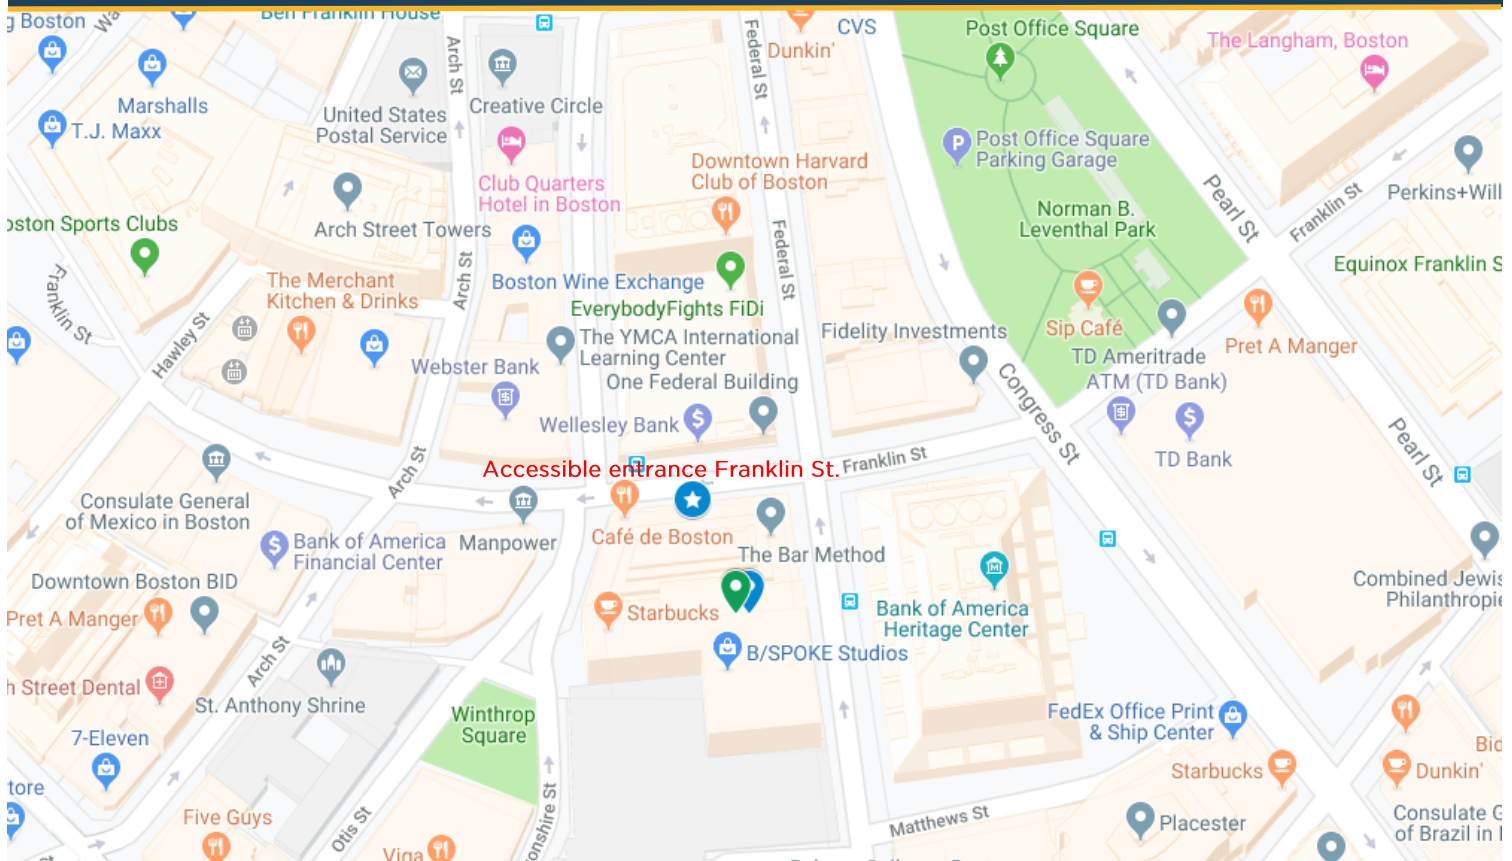 Ben Franklin House
g Boston
Wa
CVS
Post Office Square
The Langham, Boston
Dunkin'
Federal St
Arch St
Marshalls
T.J. Maxx
United States
Postal Service
Creative Circle
Post Office Square
Parking Garage
Club Quarters
Hotel in Boston
Downtown Harvard
Club of Boston
Pearl St
Franklin St
Perkins+Will
oston Sports Clubs
Arch Street Towers
Norman B.
Leventhal Park
Federal St
Arch St
Franklin St
The Merchant
Kitchen & Drinks
Boston Wine Exchange
EverybodyFights FiDi
Equinox Franklin S
Hawley St
The YMCA International
Learning Center
Fidelity Investments
Sip Café
TD Ameritrade
Pret A Manger
Webster Bank
One Federal Building
ATM (TD Bank)
Congress St
Wellesley Bank
TD Bank
Pearl St
Accessible entrance Franklin St.
Franklin St
Arch St
Consulate General
of Mexico in Boston
Bank of America
Financial Center
Manpower
Café de Boston
The Bar Method
Downtown Boston BID
Pret A Manger
Starbucks
Bank of America
Heritage Center
Combined Jewis
Philanthropie
B/SPOKE Studios
Arch St
h Street Dental
St. Anthony Shrine
Winthrop
Square
FedEx Office Print
& Ship Center
7-Eleven
Bid
Starbucks
Dunkin'
tore
Five Guys
Otis St
onshire St
Matthews St
Placester
Consulate G
of Brazil in
Viga